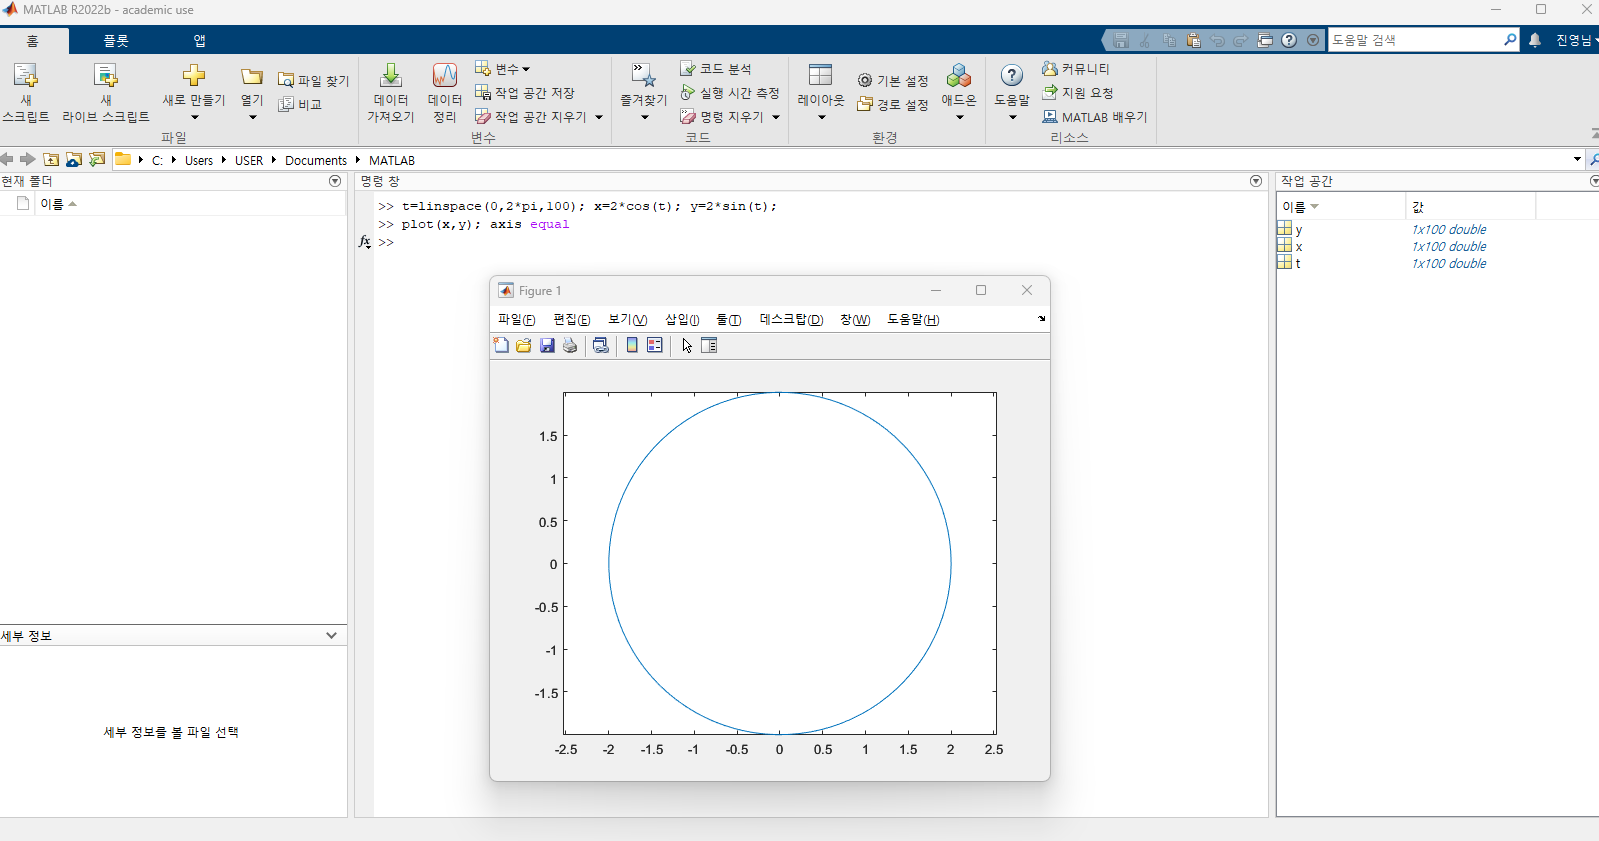 MATLAB R2022b - academic use
홈 플롯 앱
도움말 검색
진영님
새 스크립트
새 라이브 스크립트
새로 만들기
열기
파일 찾기
비교
파일
데이터 가져오기
데이터 정리
변수
작업 공간 저장
작업 공간 지우기
변수
즐겨찾기
코드 분석
실행 시간 측정
명령 지우기
코드
레이아웃
기본 설정
경로 설정
애드온
환경
도움말
커뮤니티
지원 요청
MATLAB 배우기
리소스
C: Users USER Documents MATLAB
현재 폴더
이름
세부 정보
세부 정보를 볼 파일 선택
명령 창
>> t=linspace(0,2*pi,100); x=2*cos(t); y=2*sin(t);
>> plot(x,y); axis equal
fx >>
Figure 1
파일(F) 편집(E) 보기(V) 삽입(I) 툴(T) 데스크탑(D) 창(W) 도움말(H)
1.5
1
0.5
0
-0.5
-1
-1.5
-2.5 -2 -1.5 -1 -0.5 0 0.5 1 1.5 2 2.5
작업 공간
이름 값
y 1x100 double
x 1x100 double
t 1x100 double